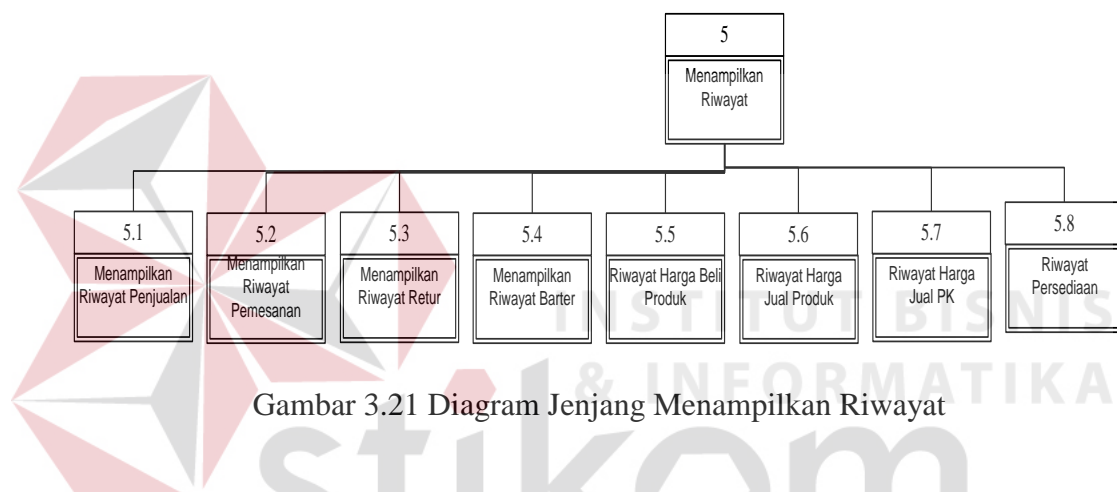 5
Menampilkan
Riwayat
5.1
Menampilkan
Riwayat Penjualan
5.2
Menampilkan
Riwayat
Pemesanan
5.3
Menampilkan
Riwayat Retur
5.4
Menampilkan
Riwayat Barter
5.5
Riwayat Harga Beli
Produk
5.6
Riwayat Harga
Jual Produk
5.7
Riwayat Harga
Jual PK
5.8
Riwayat
Persediaan
INSTITUT BISNIS
& INFORMATIKA
Gambar 3.21 Diagram Jenjang Menampilkan Riwayat
stikom